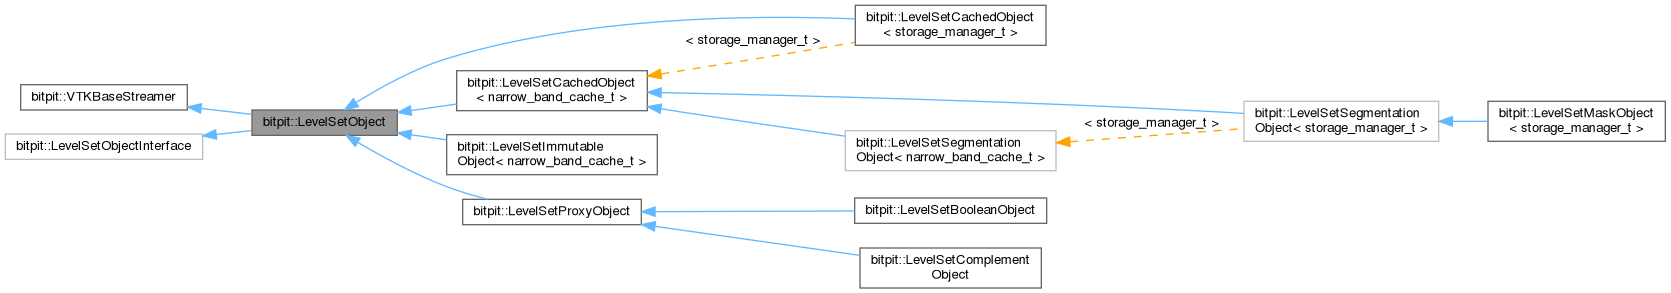 bitpit::VTKBaseStreamer
bitpit::LevelSetObjectInterface
bitpit::LevelSetObject
bitpit::LevelSetCachedObject
< storage_manager_t >
< storage_manager_t >
bitpit::LevelSetCachedObject
< narrow_band_cache_t >
bitpit::LevelSetImmutable
Object< narrow_band_cache_t >
bitpit::LevelSetProxyObject
bitpit::LevelSetSegmentation
Object< narrow_band_cache_t >
bitpit::LevelSetBooleanObject
bitpit::LevelSetComplement
Object
< storage_manager_t >
bitpit::LevelSetSegmentation
Object< storage_manager_t >
bitpit::LevelSetMaskObject
< storage_manager_t >